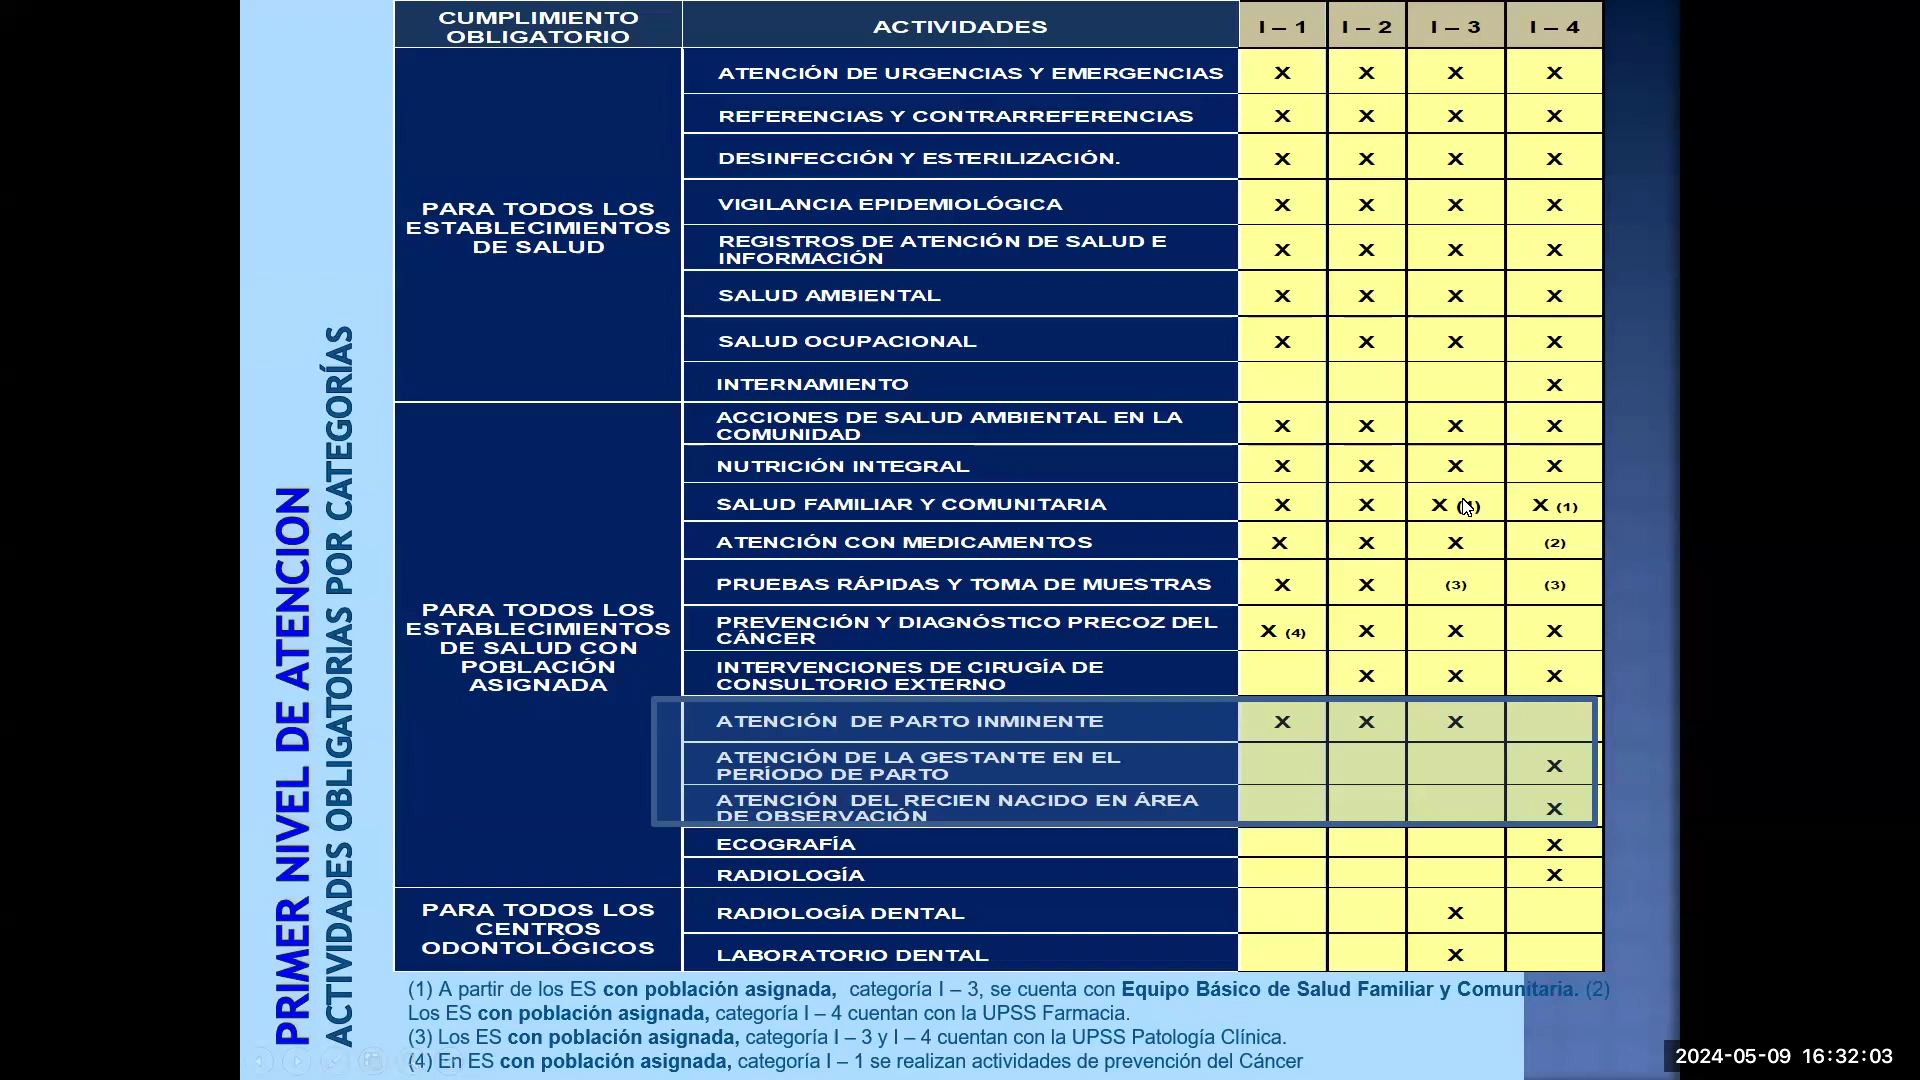 PRIMER NIVEL DE ATENCION
ACTIVIDADES OBLIGATORIAS POR CATEGORÍAS
CUMPLIMIENTO
OBLIGATORIO
ACTIVIDADES
I – 1
I – 2
I – 3
I – 4
PARA TODOS LOS
ESTABLECIMIENTOS
DE SALUD
ATENCIÓN DE URGENCIAS Y EMERGENCIAS X X X X
REFERENCIAS Y CONTRARREFERENCIAS X X X X
DESINFECCIÓN Y ESTERILIZACIÓN. X X X X
VIGILANCIA EPIDEMIOLÓGICA X X X X
REGISTROS DE ATENCIÓN DE SALUD E
INFORMACIÓN X X X X
SALUD AMBIENTAL X X X X
SALUD OCUPACIONAL X X X X
INTERNAMIENTO X
PARA TODOS LOS
ESTABLECIMIENTOS
DE SALUD CON
POBLACIÓN
ASIGNADA
ACCIONES DE SALUD AMBIENTAL EN LA
COMUNIDAD X X X X
NUTRICIÓN INTEGRAL X X X X
SALUD FAMILIAR Y COMUNITARIA X X X X (1)
ATENCIÓN CON MEDICAMENTOS X X X (2)
PRUEBAS RÁPIDAS Y TOMA DE MUESTRAS X X (3) (3)
PREVENCIÓN Y DIAGNÓSTICO PRECOZ DEL
CÁNCER X (4) X X X
INTERVENCIONES DE CIRUGÍA DE
CONSULTORIO EXTERNO X X X
ATENCIÓN DE PARTO INMINENTE X X X
ATENCIÓN DE LA GESTANTE EN EL
PERÍODO DE PARTO X
ATENCIÓN DEL RECIEN NACIDO EN ÁREA
DE OBSERVACIÓN X
ECOGRAFÍA X
RADIOLOGÍA X
PARA TODOS LOS
CENTROS
ODONTOLÓGICOS
RADIOLOGÍA DENTAL X
LABORATORIO DENTAL X
(1) A partir de los ES con población asignada, categoría I – 3, se cuenta con Equipo Básico de Salud Familiar y Comunitaria. (2)
Los ES con población asignada, categoría I – 4 cuentan con la UPSS Farmacia.
(3) Los ES con población asignada, categoría I – 3 y I – 4 cuentan con la UPSS Patología Clínica.
(4) En ES con población asignada, categoría I – 1 se realizan actividades de prevención del Cáncer
2024-05-09 16:32:03